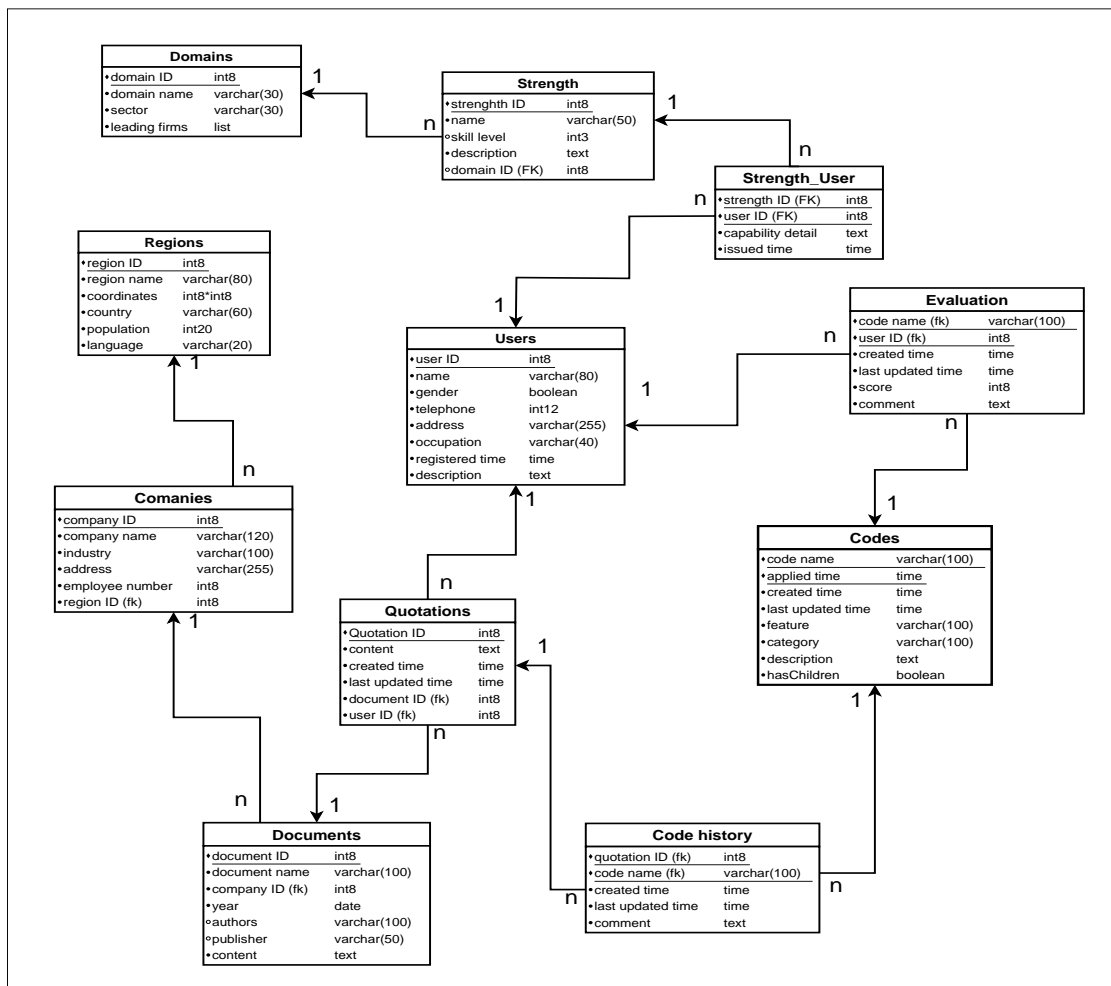 Domains
domain ID int8
domain name varchar(30)
sector varchar(30)
leading firms list
1
n
Strength
strenghth ID int8
name varchar(50)
skill level int3
description text
domain ID (FK) int8
1
n
Strength_User
strength ID (FK) int8
user ID (FK) int8
capability detail text
issued time time
n
1
Regions
region ID int8
region name varchar(80)
coordinates int8*int8
country varchar(60)
population int20
language varchar(20)
1
n
Users
user ID int8
name varchar(80)
gender boolean
telephone int12
address varchar(255)
occupation varchar(40)
registered time time
description text
1
n
1
n
Evaluation
code name (fk) varchar(100)
user ID (fk) int8
created time time
last updated time time
score int8
comment text
n
1
Comanies
company ID int8
company name varchar(120)
industry varchar(100)
address varchar(255)
employee number int8
region ID (fk) int8
1
n
Codes
code name varchar(100)
applied time time
created time time
last updated time time
feature varchar(100)
category varchar(100)
description text
hasChildren boolean
1
n
Quotations
Quotation ID int8
content text
created time time
last updated time time
document ID (fk) int8
user ID (fk) int8
1
n
n
1
Documents
document ID int8
document name varchar(100)
company ID (fk) int8
year date
authors varchar(100)
publisher varchar(50)
content text
Code history
quotation ID (fk) int8
code name (fk) varchar(100)
created time time
last updated time time
comment text